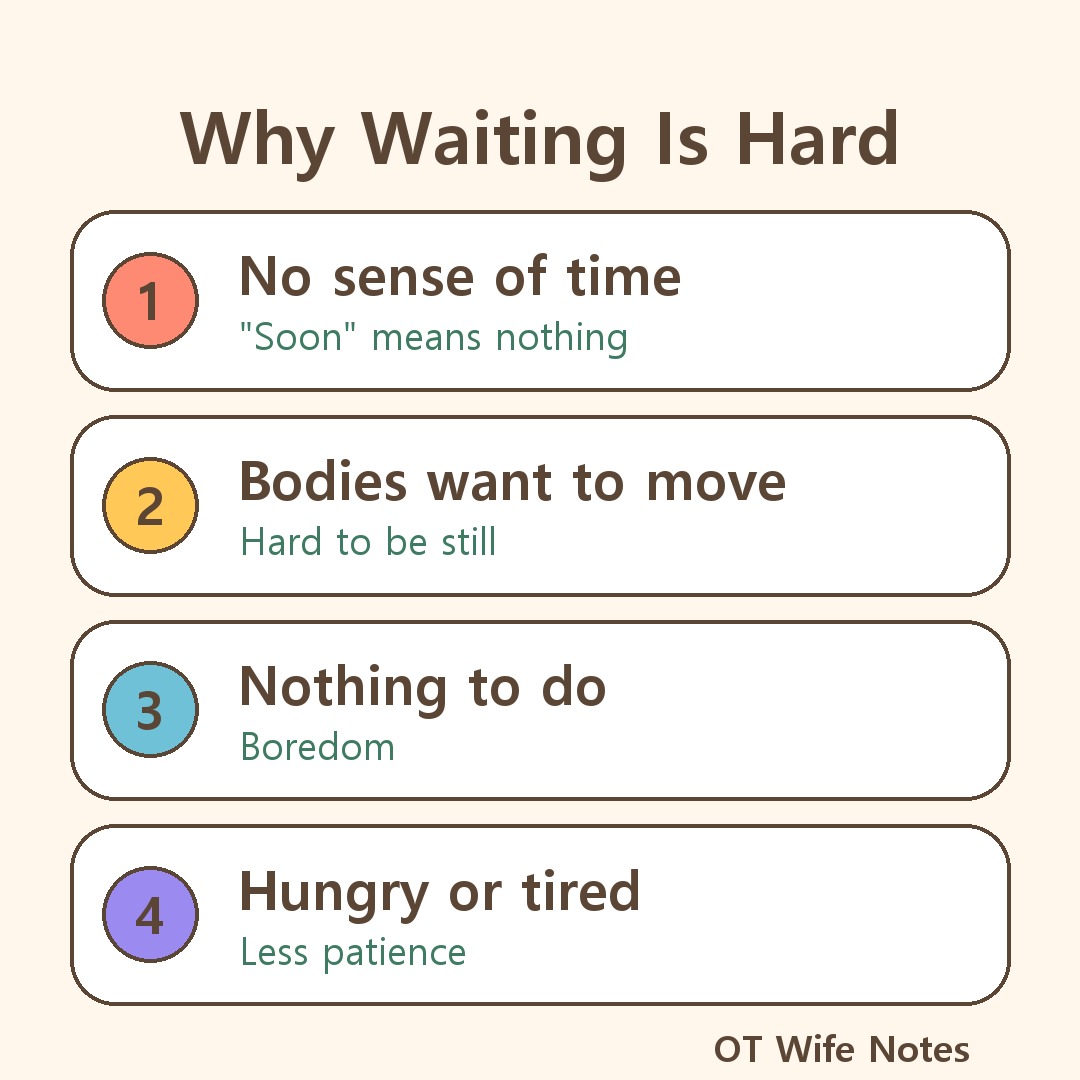 Why Waiting Is Hard
1
No sense of time
"Soon" means nothing
2
Bodies want to move
Hard to be still
3
Nothing to do
Boredom
4
Hungry or tired
Less patience
OT Wife Notes